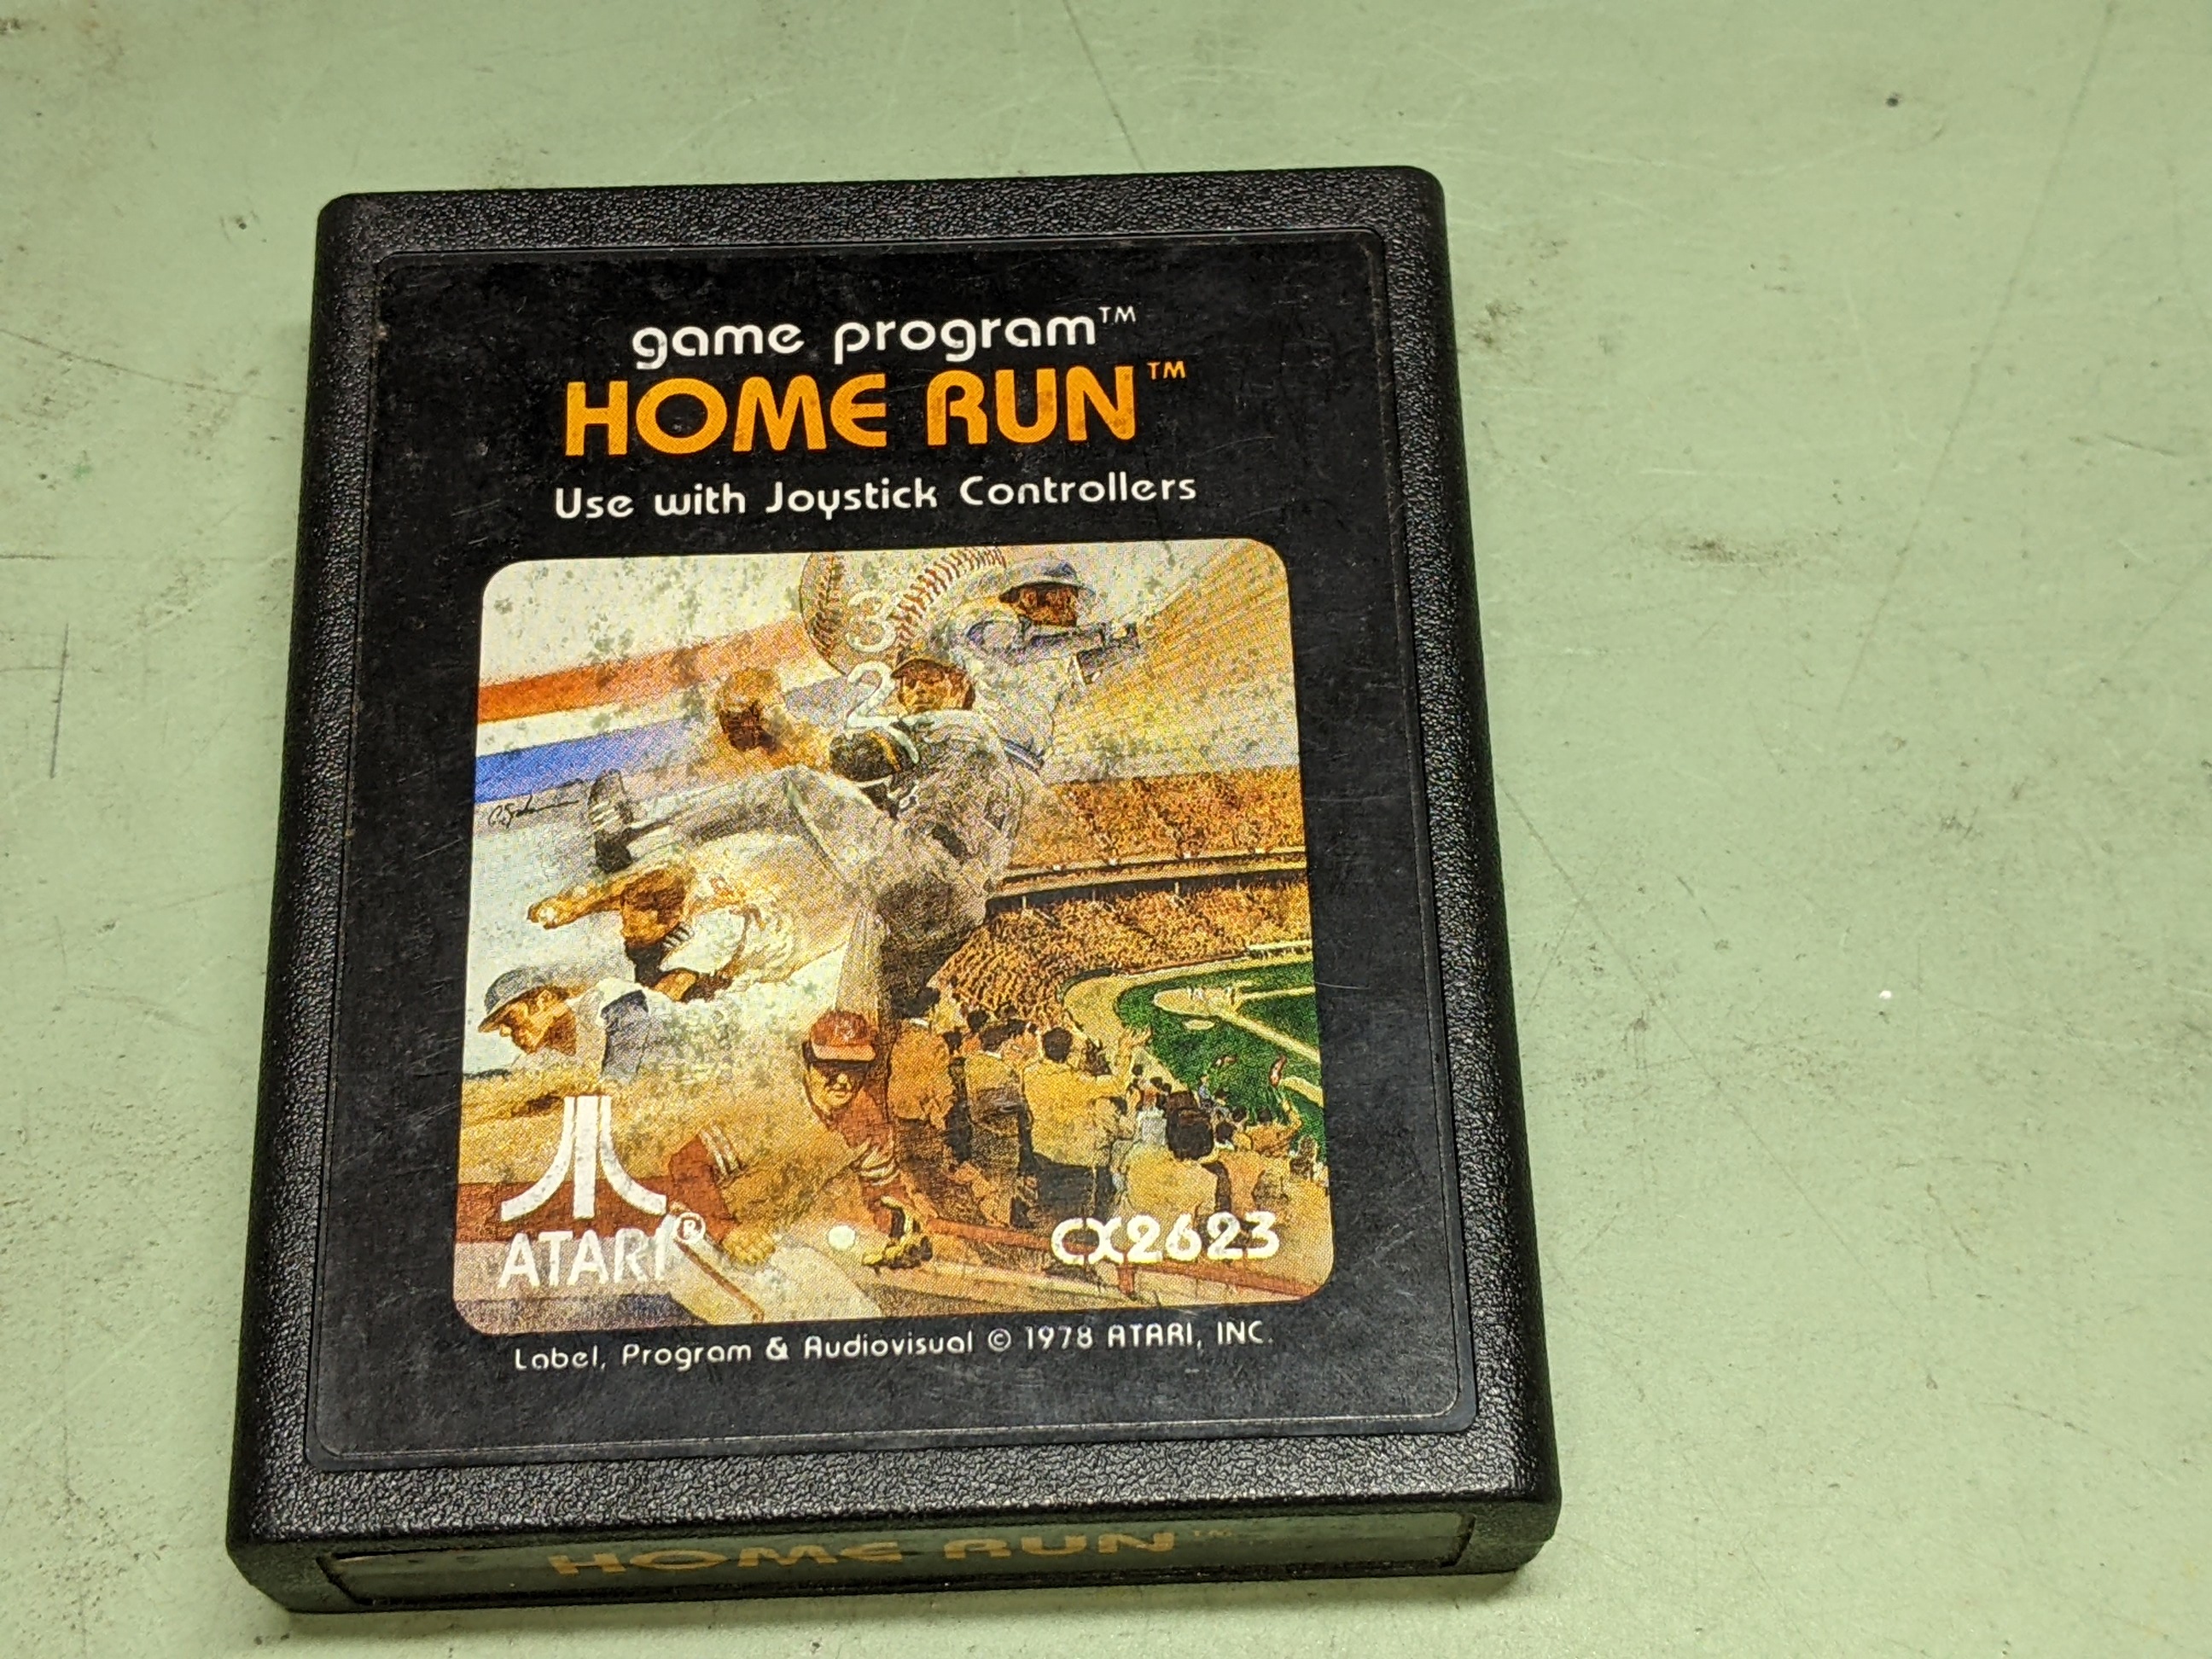 game program™
HOME RUN™
Use with Joystick Controllers
3
2
ATARI®
CX2623
Label, Program & Audiovisual © 1978 ATARI, INC.
HOME RUN™